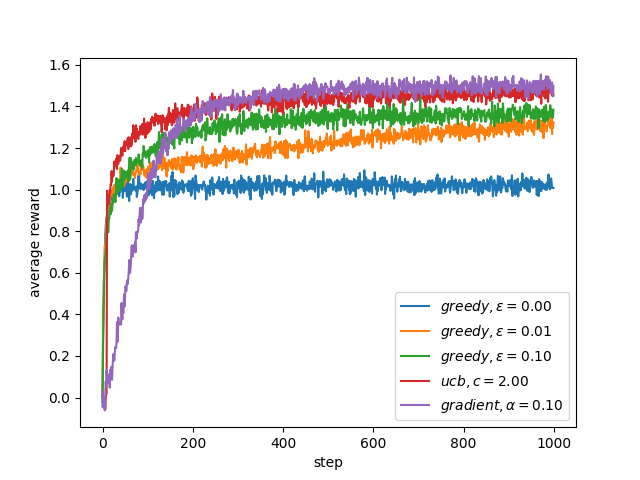 1.6
1.4
1.2
1.0
0.8
0.6
0.4
0.2
0.0
average reward
greedy, ε = 0.00
greedy, ε = 0.01
greedy, ε = 0.10
ucb, c = 2.00
gradient, α = 0.10
0 200 400 600 800 1000
step